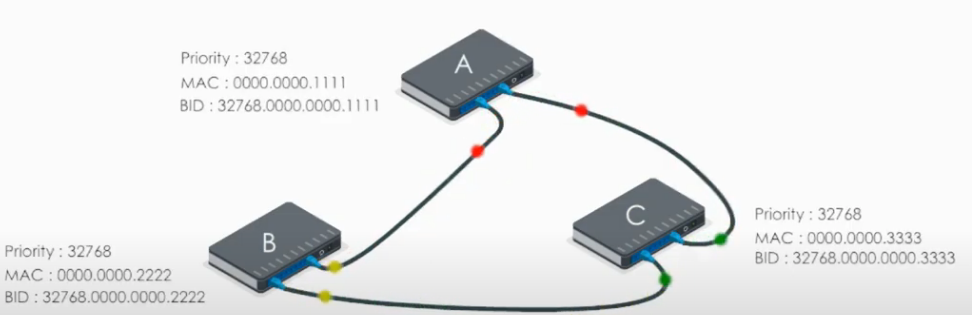 A
Priority : 32768
MAC : 0000.0000.1111
BID : 32768.0000.0000.1111
B
Priority : 32768
MAC : 0000.0000.2222
BID : 32768.0000.0000.2222
C
Priority : 32768
MAC : 0000.0000.3333
BID : 32768.0000.0000.3333